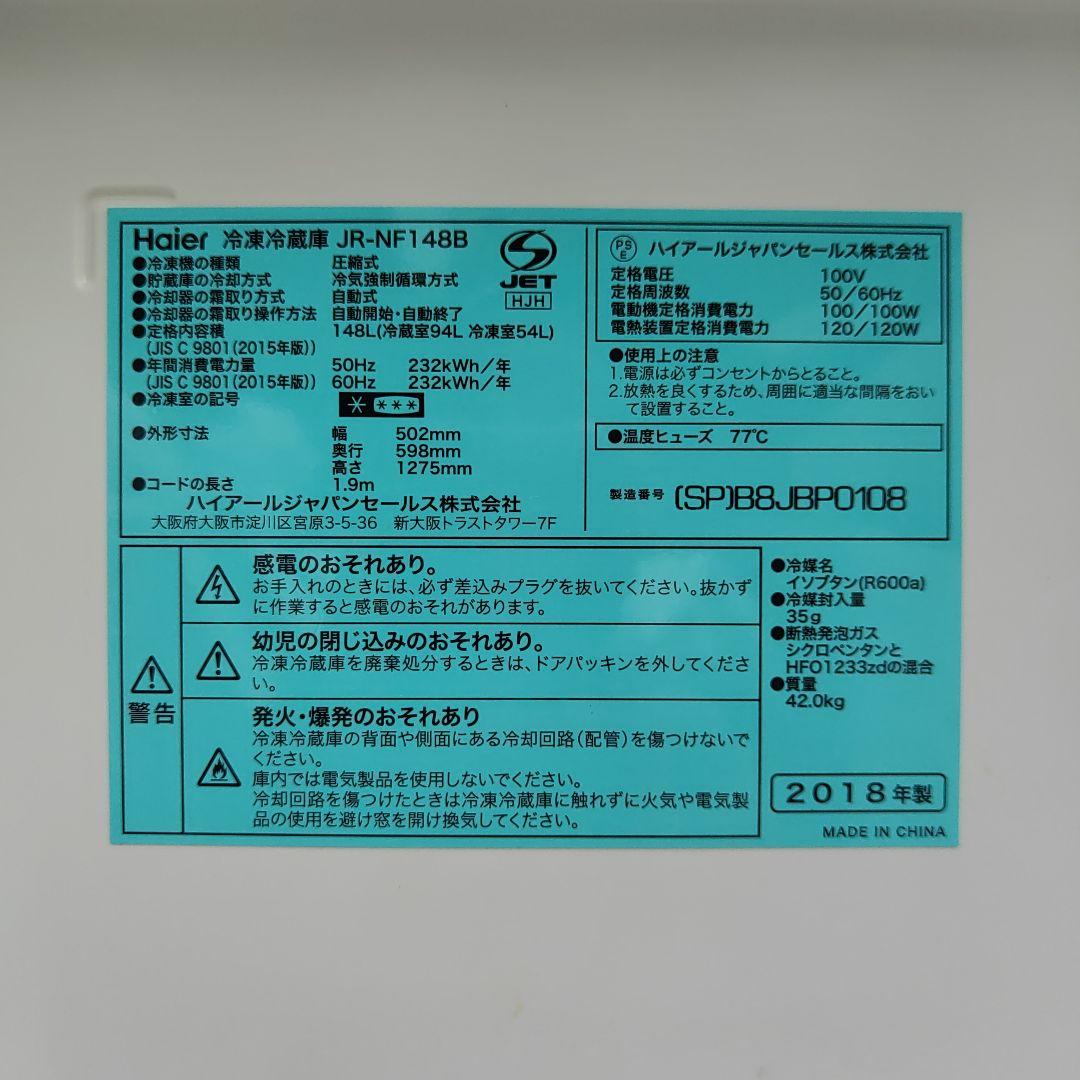 Haier 冷凍冷蔵庫 JR-NF148B
●冷凍機の種類 圧縮式
●貯蔵庫の冷却方式 冷気強制循環方式
●冷却器の霜取り方式 自動式
●冷却器の霜取り操作方法 自動開始・自動終了
●定格内容積 148L(冷蔵室94L 冷凍室54L)
(JIS C 9801(2015年版))
●年間消費電力量 50Hz 232kWh/年
(JIS C 9801(2015年版)) 60Hz 232kWh/年
●冷凍室の記号
●外形寸法 幅 502mm
奥行 598mm
高さ 1275mm
●コードの長さ 1.9m
ハイアールジャパンセールス株式会社
大阪府大阪市淀川区宮原3-5-36 新大阪トラストタワー7F
S
JET
HJH
PS
E
ハイアールジャパンセールス株式会社
定格電圧 100V
定格周波数 50/60Hz
電動機定格消費電力 100/100W
電熱装置定格消費電力 120/120W
●使用上の注意
1.電源は必ずコンセントからとること。
2.放熱を良くするため、周囲に適当な間隔をおい
て設置すること。
●温度ヒューズ 77℃
製造番号 (SP)B8JBP0108
警告
感電のおそれあり。
お手入れのときには、必ず差込みプラグを抜いてください。抜かず
に作業すると感電のおそれがあります。
幼児の閉じ込みのおそれあり。
冷凍冷蔵庫を廃棄処分するときは、ドアパッキンを外してくださ
い。
発火・爆発のおそれあり
冷凍冷蔵庫の背面や側面にある冷却回路(配管)を傷つけないで
ください。
庫内では電気製品を使用しないでください。
冷却回路を傷つけたときは冷凍冷蔵庫に触れずに火気や電気製
品の使用を避け窓を開け換気してください。
●冷媒名
イソブタン(R600a)
●冷媒封入量
35g
●断熱発泡ガス
シクロペンタンと
HFO1233zdの混合
●質量
42.0kg
2018年製
MADE IN CHINA